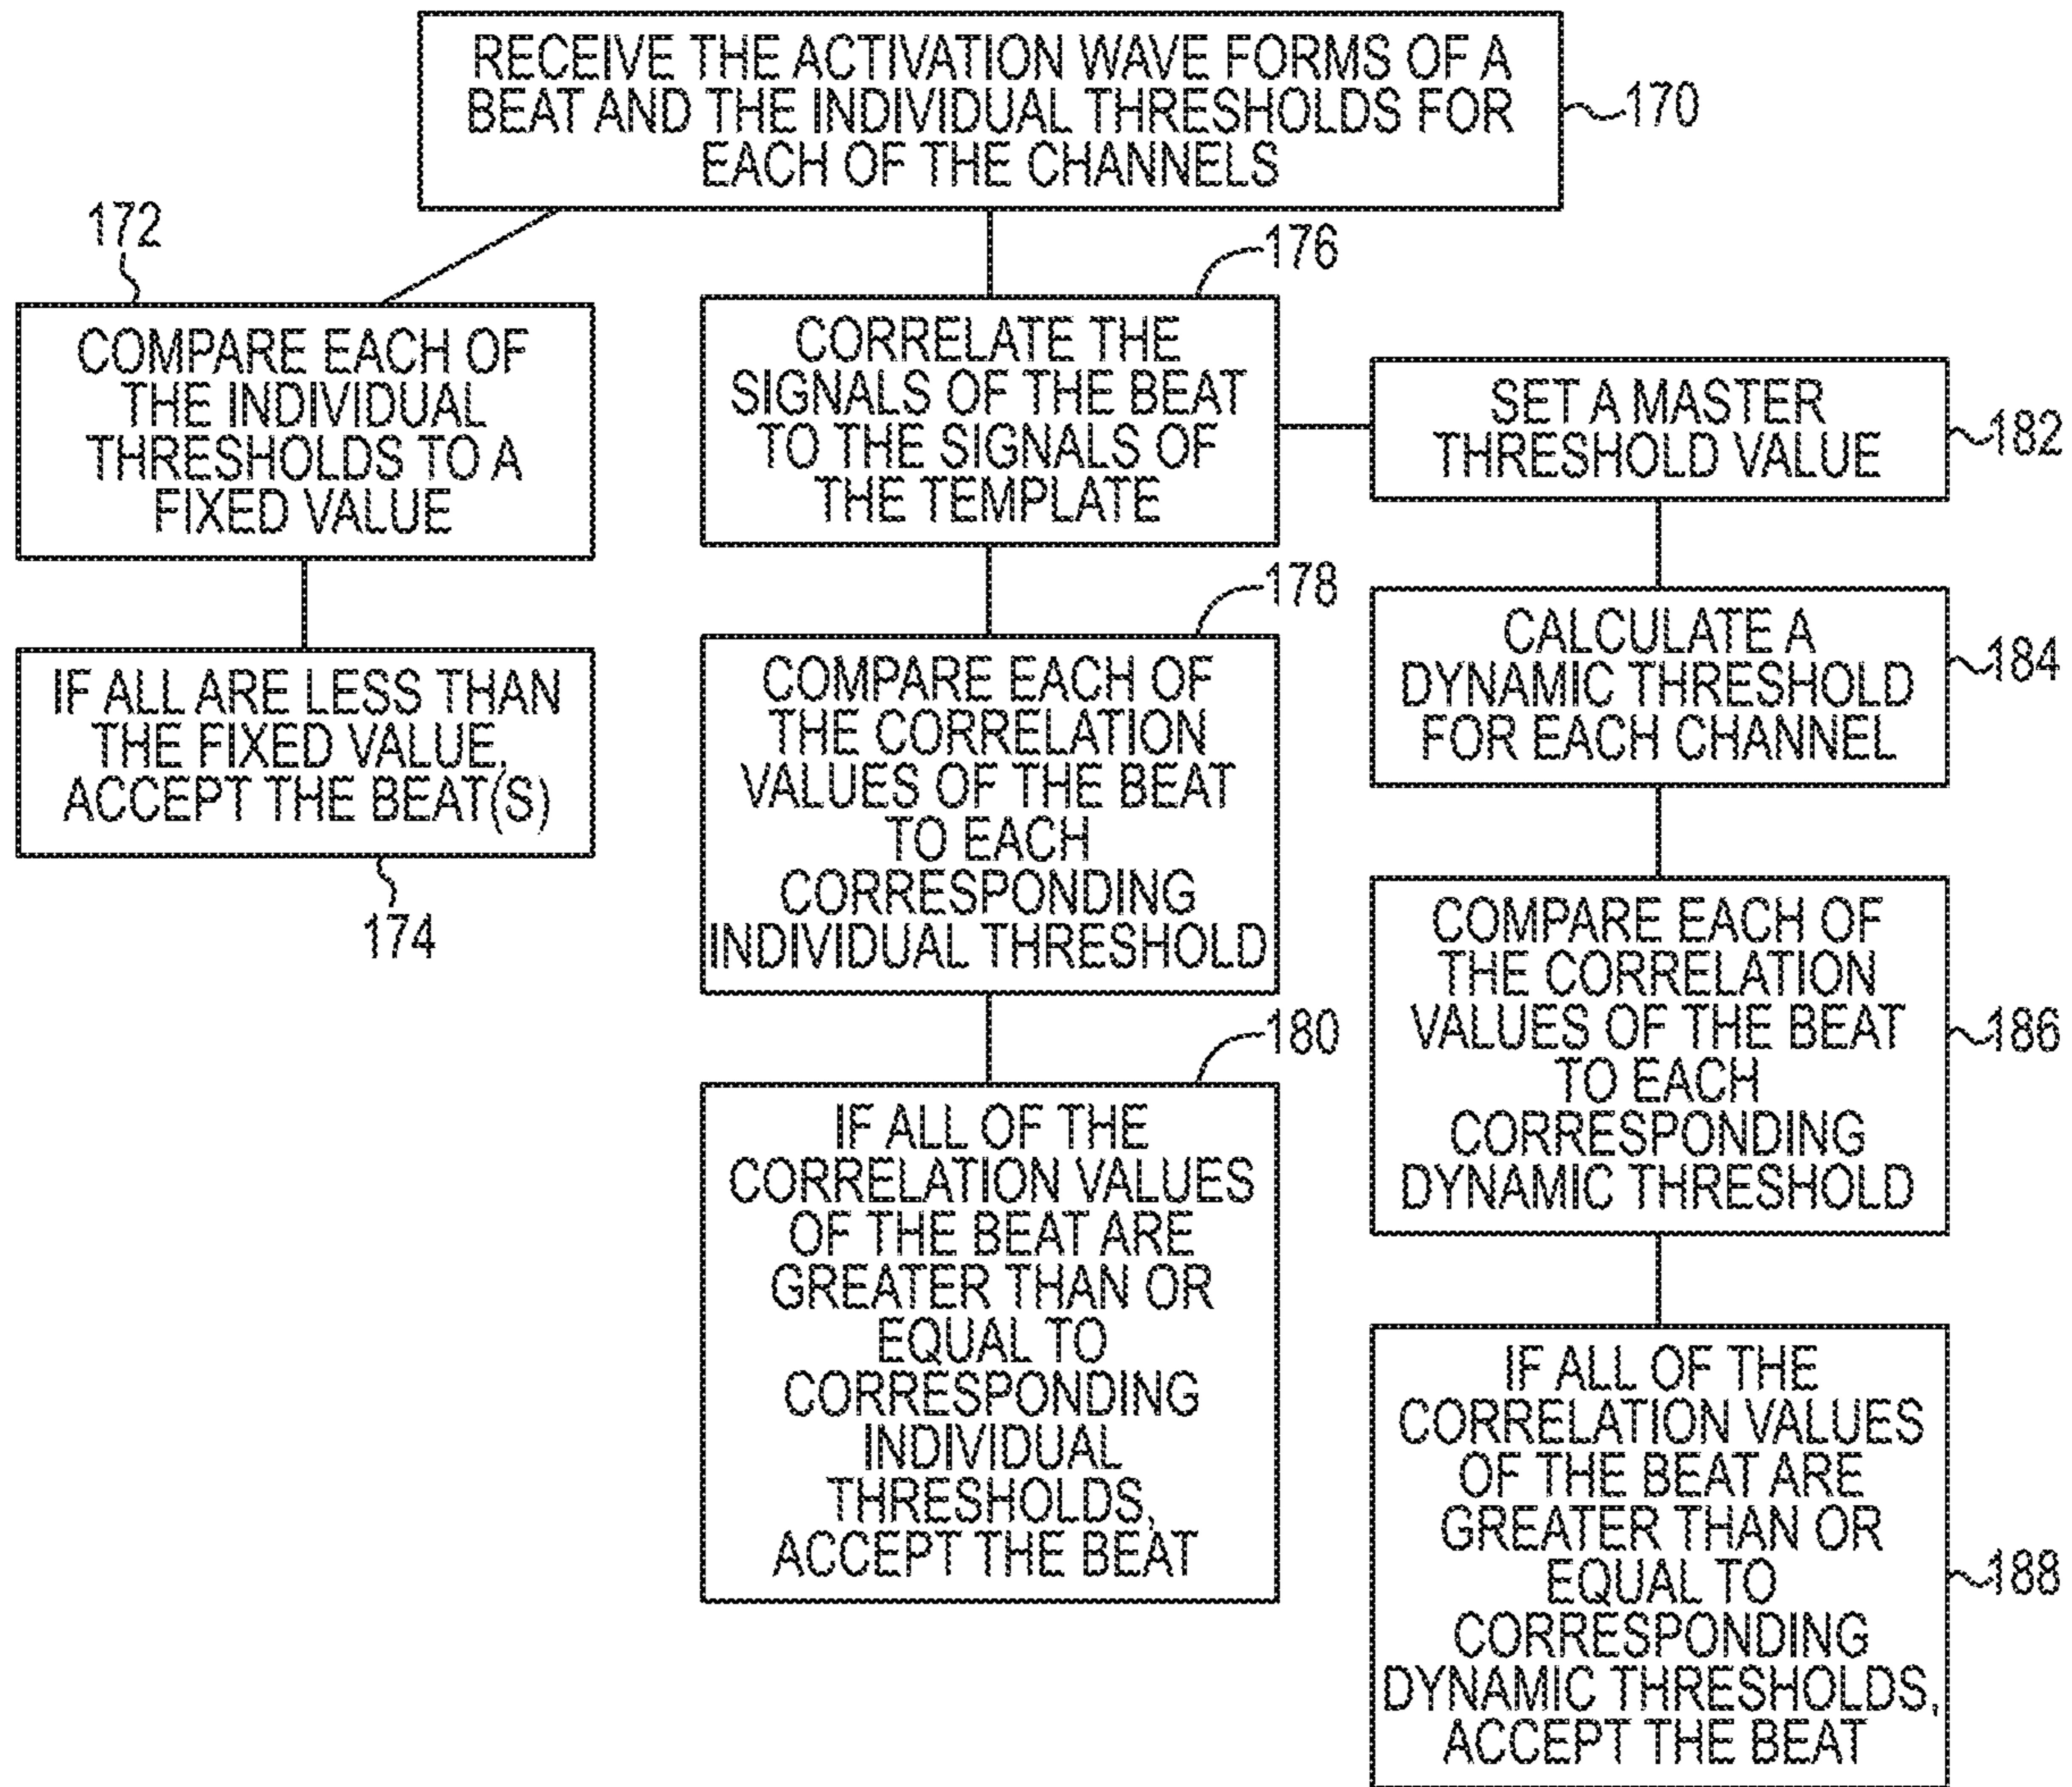 RECEIVE THE ACTIVATION WAVE FORMS OF A
BEAT AND THE INDIVIDUAL THRESHOLDS FOR
EACH OF THE CHANNELS
170
172
COMPARE EACH OF
THE INDIVIDUAL
THRESHOLDS TO A
FIXED VALUE
IF ALL ARE LESS THAN
THE FIXED VALUE,
ACCEPT THE BEAT(S)
174
176
CORRELATE THE
SIGNALS OF THE BEAT
TO THE SIGNALS OF
THE TEMPLATE
178
COMPARE EACH OF
THE CORRELATION
VALUES OF THE BEAT
TO EACH
CORRESPONDING
INDIVIDUAL THRESHOLD
180
IF ALL OF THE
CORRELATION VALUES
OF THE BEAT ARE
GREATER THAN OR
EQUAL TO
CORRESPONDING
INDIVIDUAL
THRESHOLDS,
ACCEPT THE BEAT
SET A MASTER
THRESHOLD VALUE
182
CALCULATE A
DYNAMIC THRESHOLD
FOR EACH CHANNEL
184
COMPARE EACH OF
THE CORRELATION
VALUES OF THE BEAT
TO EACH
CORRESPONDING
DYNAMIC THRESHOLD
186
IF ALL OF THE
CORRELATION VALUES
OF THE BEAT ARE
GREATER THAN OR
EQUAL TO
CORRESPONDING
DYNAMIC THRESHOLDS,
ACCEPT THE BEAT
188